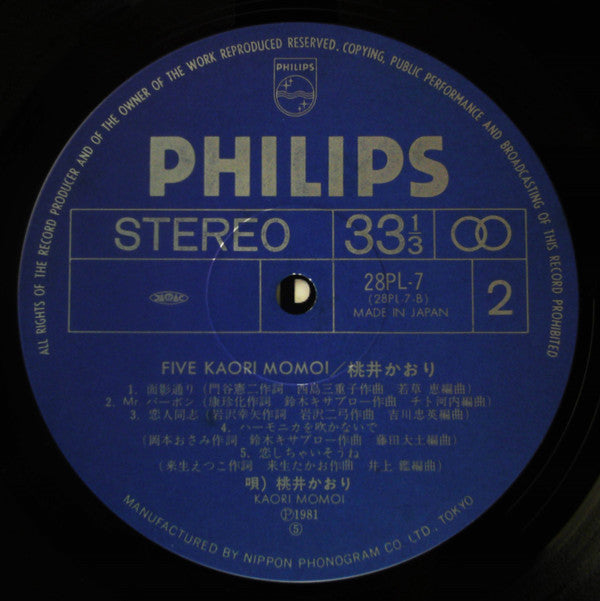 ALL RIGHTS OF THE RECORD PRODUCER AND OF THE OWNER OF THE WORK REPRODUCED RESERVED. COPYING, PUBLIC PERFORMANCE AND BROADCASTING OF THIS RECORD PROHIBITED
PHILIPS
PHILIPS
STEREO
33 1/3
28PL-7
(28PL-7-B)
MADE IN JAPAN
2
FIVE KAORI MOMOI／桃井かおり
1. 面影通り (門谷憲二作詞 西島三重子作曲 若草 恵編曲)
2. Mr. バーボン (康珍化作詞 鈴木キサブロー作曲 チト河内編曲)
3. 恋人同志 (岩沢幸矢作詞 岩沢二弓作曲 吉川忠英編曲)
4. ハーモニカを吹かないで
(岡本おさみ作詞 鈴木キサブロー作曲 藤田大土編曲)
5. 恋しちゃいそうね
(来生えつこ作詞 来生たかお作曲 井上 鑑編曲)
唄) 桃井かおり
KAORI MOMOI
Ⓟ1981
⑤
MANUFACTURED BY NIPPON PHONOGRAM CO., LTD., TOKYO